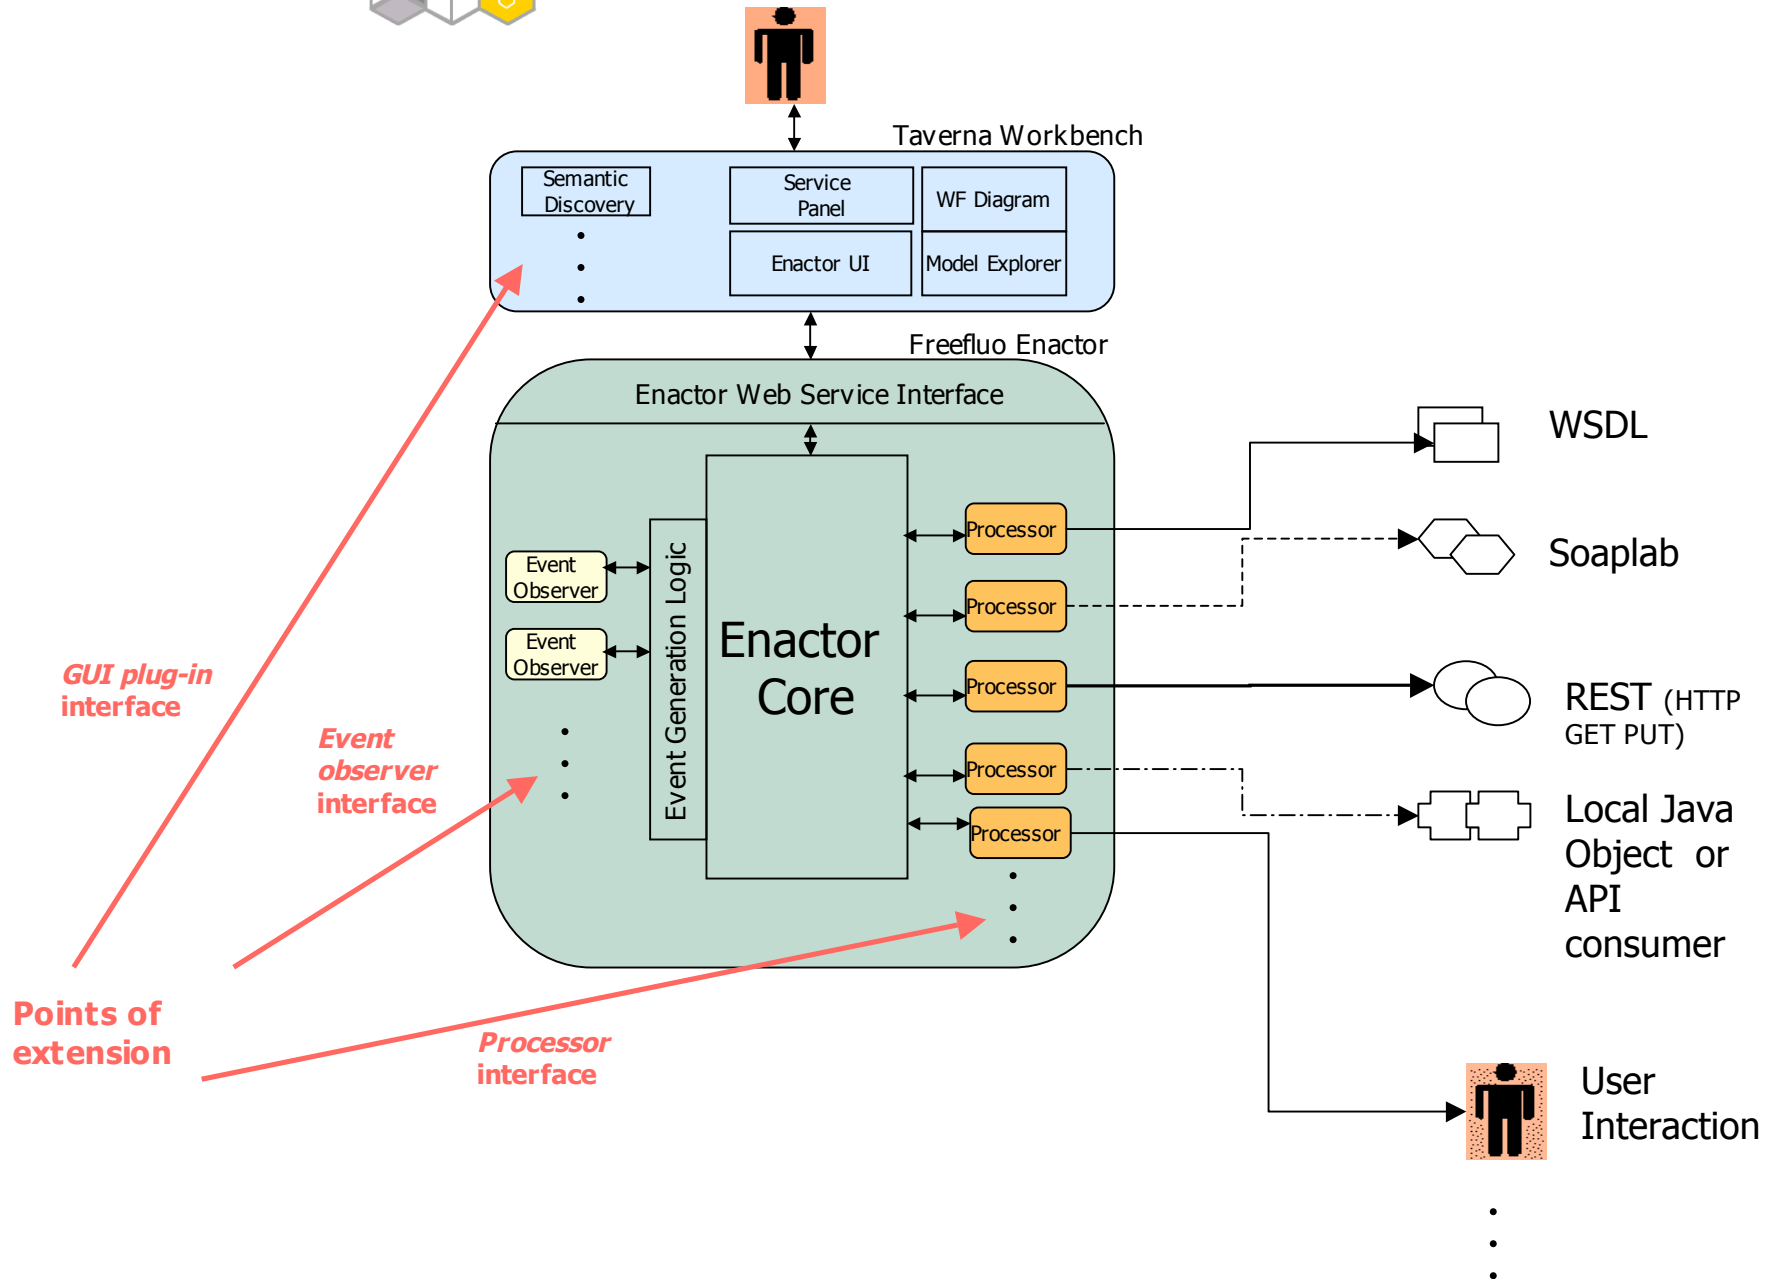 Taverna Workbench
Semantic
Discovery
Service
Panel
WF Diagram
Enactor UI
Model Explorer
Freefluo Enactor
Enactor Web Service Interface
WSDL
Processor
Soaplab
Event
Observer
Processor
Event
Observer
Event Generation Logic
Enactor
Core
Processor
REST (HTTP
GET PUT)
GUI plug-in
interface
Event
observer
interface
Processor
Processor
Local Java
Object or
API
consumer
Points of
extension
Processor
interface
User
Interaction